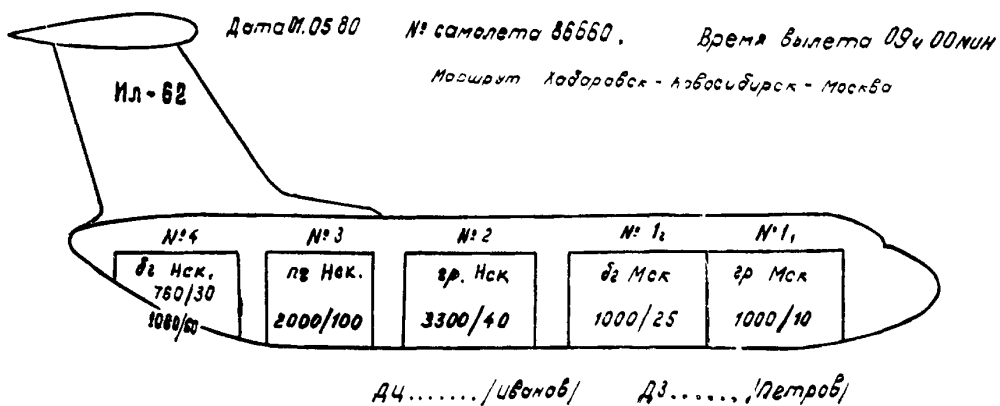 Дата 01.05 80 № самолета 86660. Время вылета 09ч 00мин
Маршрут Хабаровск - Новосибирск - Москва
Ил-62
№4 №3 №2 №1₂ №1₁
бг Нск. пч Нск. гр. Нск бг Мск гр Мск
760/30
1060/60 2000/100 3300/40 1000/25 1000/10
ДЦ....... /Иванов/ ДЗ....... /Петров/